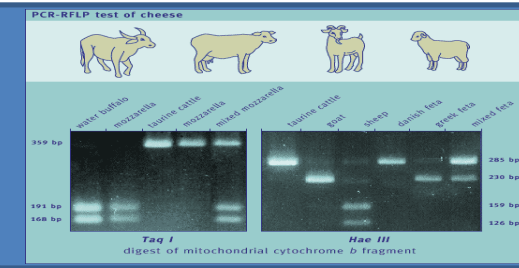 PCR-RFLP test of cheese
water buffalo
mozzarella
taurine cattle
mozzarella
mixed mozzarella
taurine cattle
goat
sheep
danish feta
greek feta
mixed feta
359 bp
191 bp
168 bp
285 bp
230 bp
159 bp
126 bp
Taq I
Hae III
digest of mitochondrial cytochrome b fragment